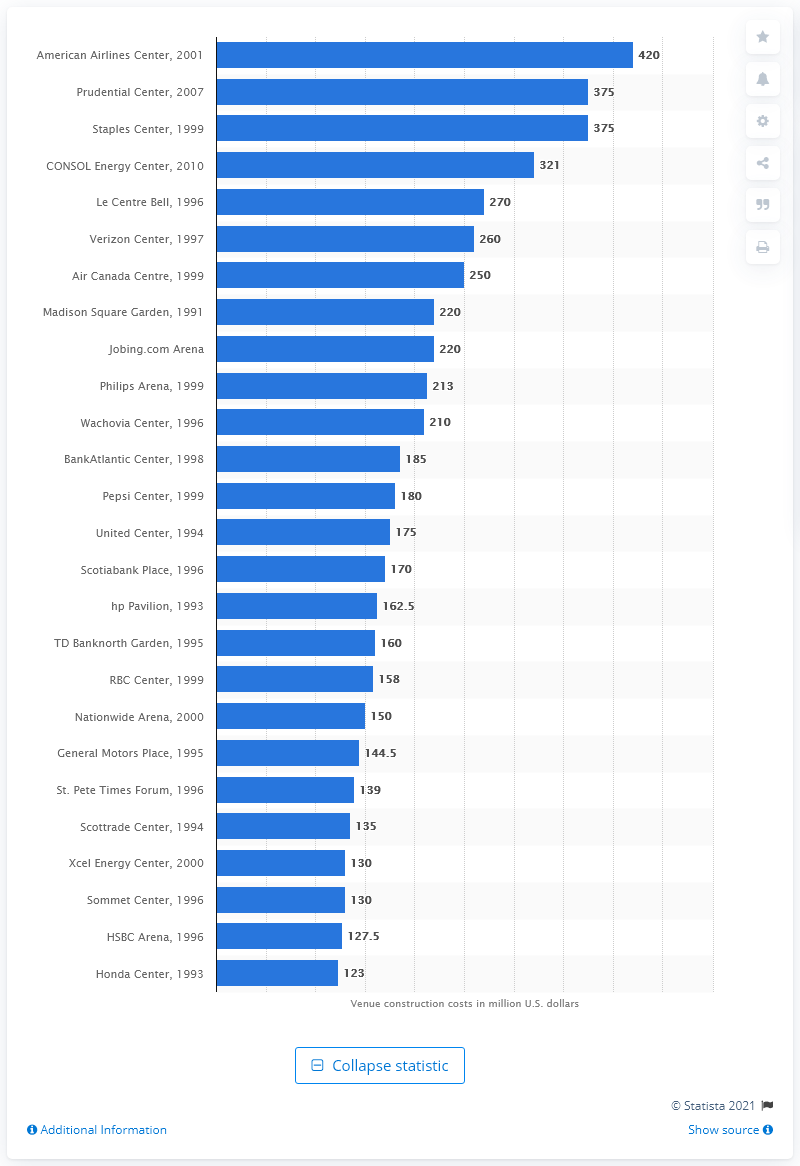 American Airlines Center, 2001 420
Prudential Center, 2007 375
Staples Center, 1999 375
CONSOL Energy Center, 2010 321
Le Centre Bell, 1996 270
Verizon Center, 1997 260
Air Canada Centre, 1999 250
Madison Square Garden, 1991 220
Jobing.com Arena 220
Philips Arena, 1999 213
Wachovia Center, 1996 210
BankAtlantic Center, 1998 185
Pepsi Center, 1999 180
United Center, 1994 175
Scotiabank Place, 1996 170
hp Pavilion, 1993 162.5
TD Banknorth Garden, 1995 160
RBC Center, 1999 158
Nationwide Arena, 2000 150
General Motors Place, 1995 144.5
St. Pete Times Forum, 1996 139
Scottrade Center, 1994 135
Xcel Energy Center, 2000 130
Sommet Center, 1996 130
HSBC Arena, 1996 127.5
Honda Center, 1993 123
Venue construction costs in million U.S. dollars
Collapse statistic
© Statista 2021
Additional Information
Show source